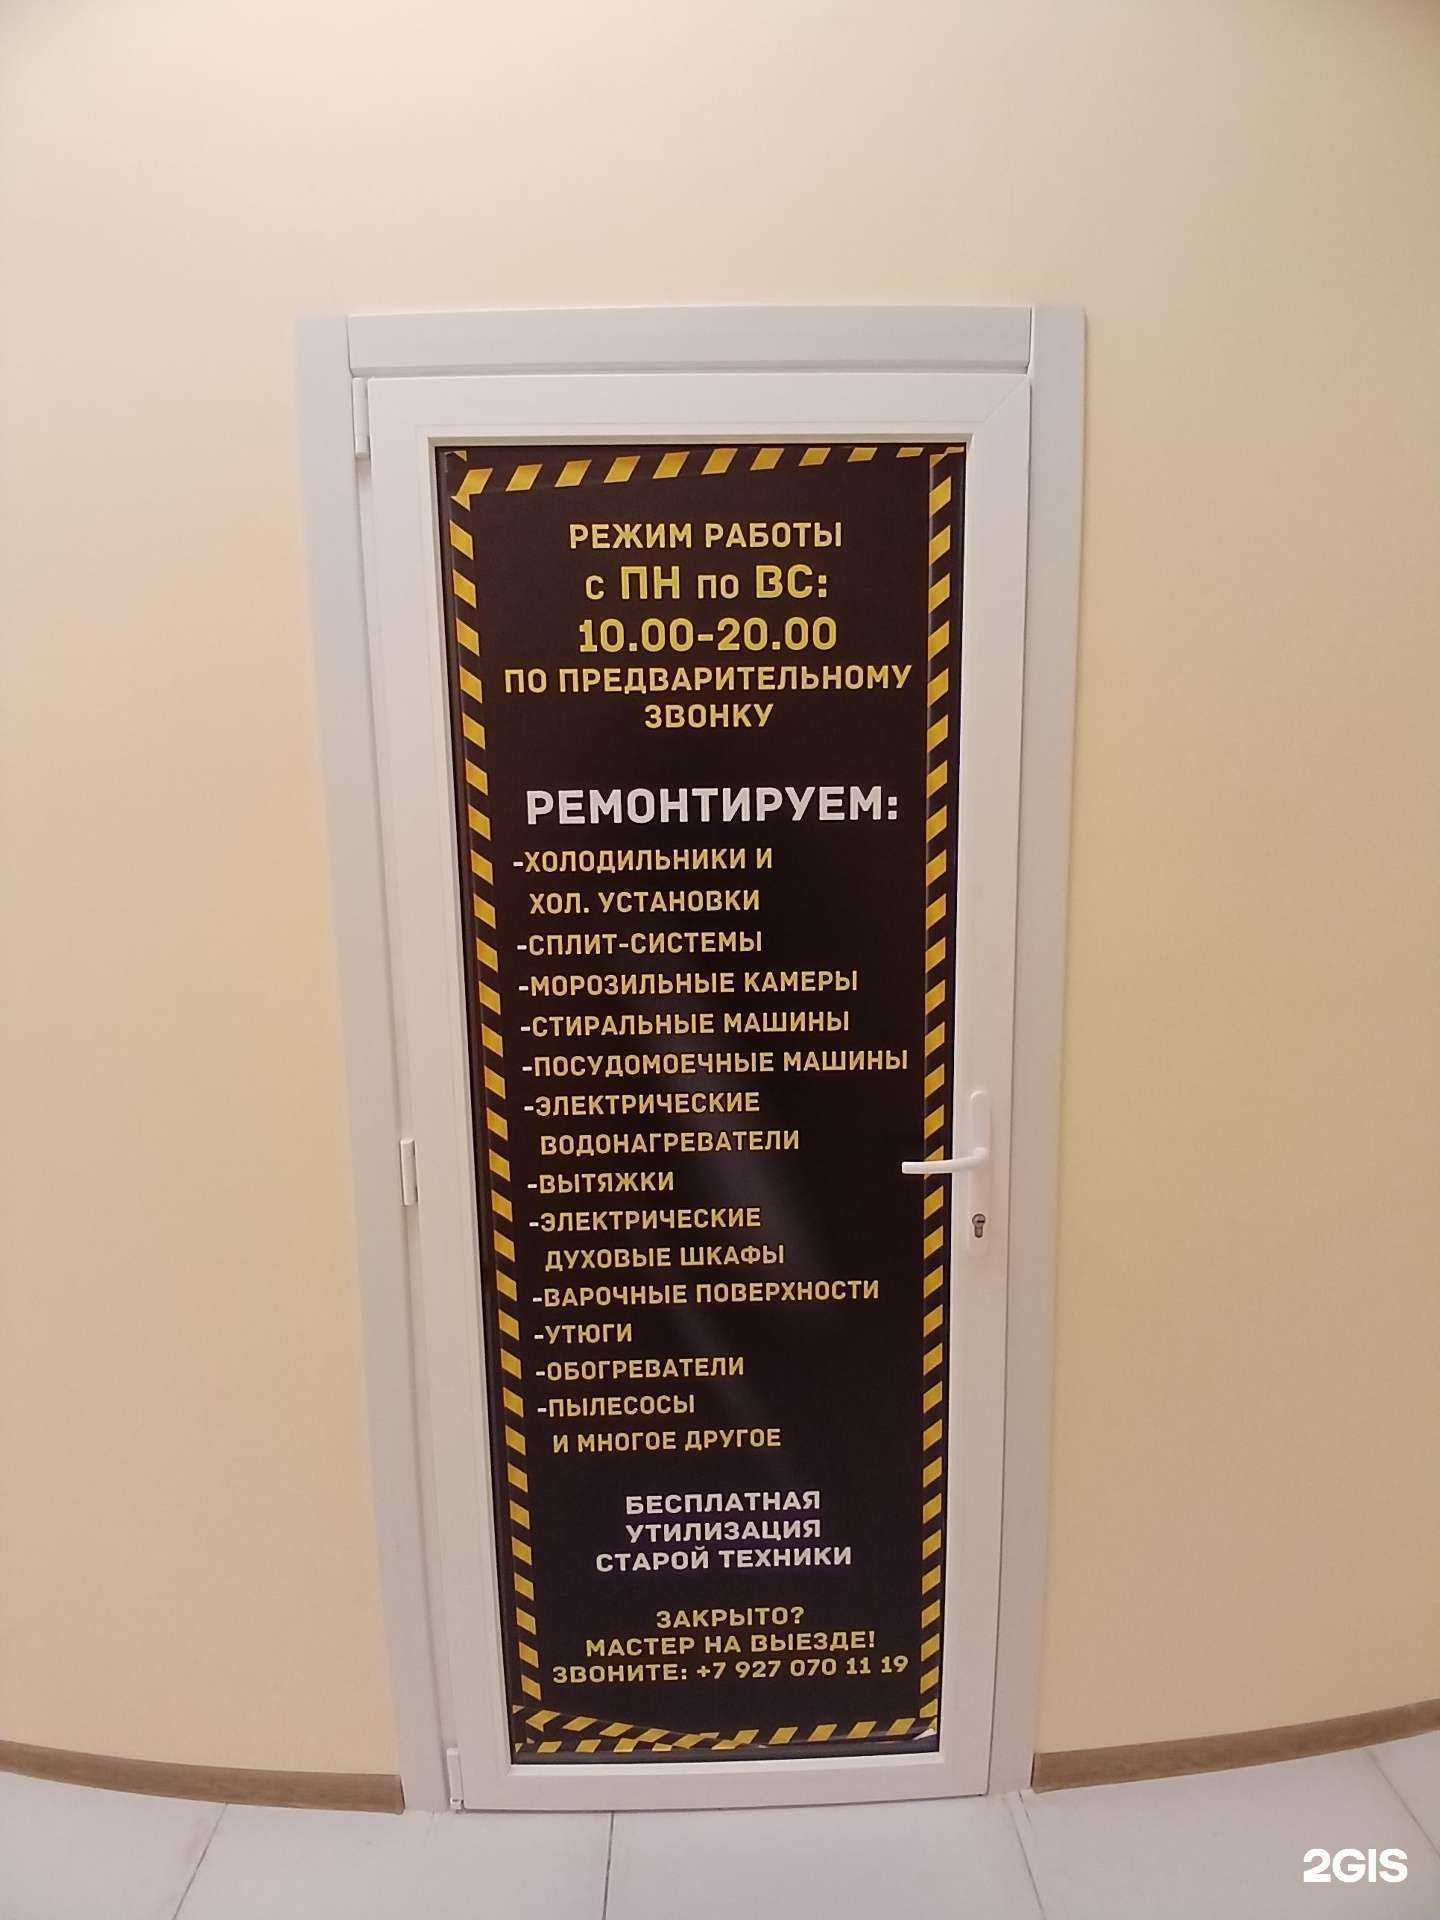 РЕЖИМ РАБОТЫ
с ПН по ВС:
10.00-20.00
ПО ПРЕДВАРИТЕЛЬНОМУ
ЗВОНКУ
РЕМОНТИРУЕМ:
-ХОЛОДИЛЬНИКИ И
ХОЛ. УСТАНОВКИ
-СПЛИТ-СИСТЕМЫ
-МОРОЗИЛЬНЫЕ КАМЕРЫ
-СТИРАЛЬНЫЕ МАШИНЫ
-ПОСУДОМОЕЧНЫЕ МАШИНЫ
-ЭЛЕКТРИЧЕСКИЕ
ВОДОНАГРЕВАТЕЛИ
-ВЫТЯЖКИ
-ЭЛЕКТРИЧЕСКИЕ
ДУХОВЫЕ ШКАФЫ
-ВАРОЧНЫЕ ПОВЕРХНОСТИ
-УТЮГИ
-ОБОГРЕВАТЕЛИ
-ПЫЛЕСОСЫ
И МНОГОЕ ДРУГОЕ
БЕСПЛАТНАЯ
УТИЛИЗАЦИЯ
СТАРОЙ ТЕХНИКИ
ЗАКРЫТО?
МАСТЕР НА ВЫЕЗДЕ!
ЗВОНИТЕ: +7 927 070 11 19
2GIS